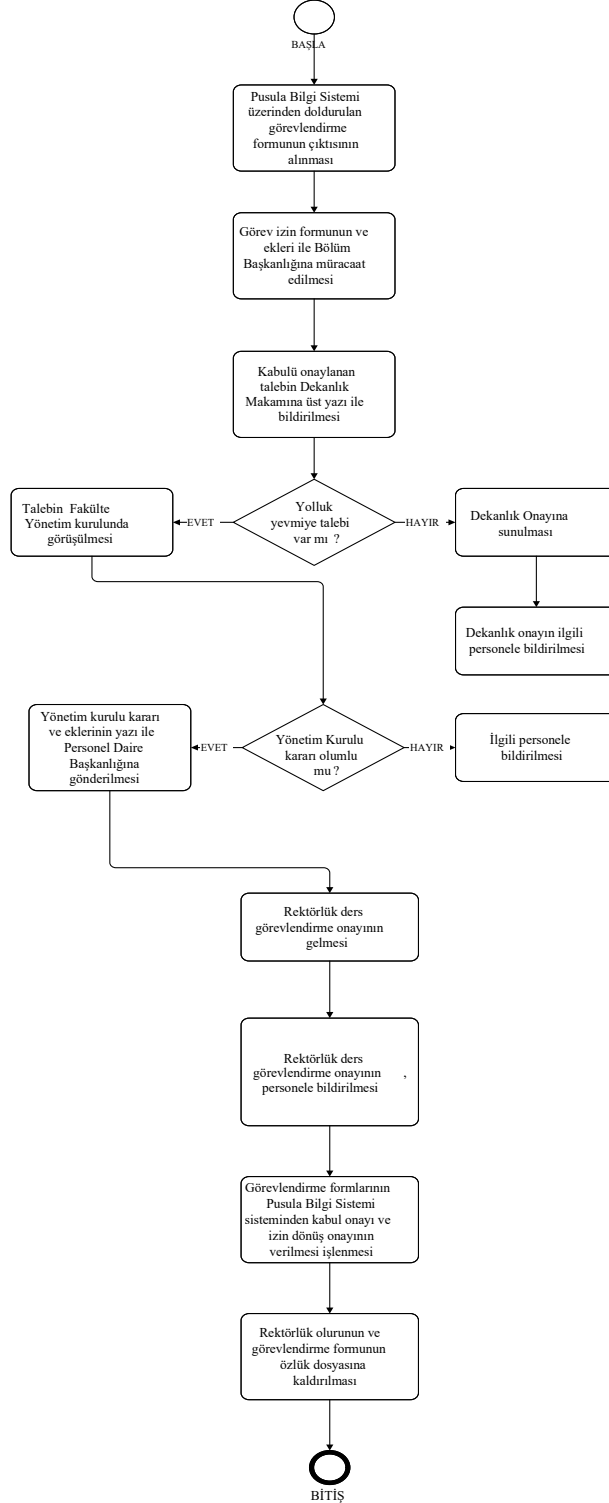 BAŞLA
Pusula Bilgi Sistemi
üzerinden doldurulan
görevlendirme
formunun çıktısının
alınması
Görev izin formunun ve
ekleri ile Bölüm
Başkanlığına müracaat
edilmesi
Kabulü onaylanan
talebin Dekanlık
Makamına üst yazı ile
bildirilmesi
Yolluk
yevmiye talebi
var mı ?
EVET
HAYIR
Talebin Fakülte
Yönetim kurulunda
görüşülmesi
Dekanlık Onayına
sunulması
Dekanlık onayın ilgili
personele bildirilmesi
Yönetim Kurulu
kararı olumlu
mu ?
EVET
HAYIR
Yönetim kurulu kararı
ve eklerinin yazı ile
Personel Daire
Başkanlığına
gönderilmesi
İlgili personele
bildirilmesi
Rektörlük ders
görevlendirme onayının
gelmesi
Rektörlük ders
görevlendirme onayının ,
personele bildirilmesi
Görevlendirme formlarının
Pusula Bilgi Sistemi
sisteminden kabul onayı ve
izin dönüş onayının
verilmesi işlenmesi
Rektörlük olurunun ve
görevlendirme formunun
özlük dosyasına
kaldırılması
BİTİŞ